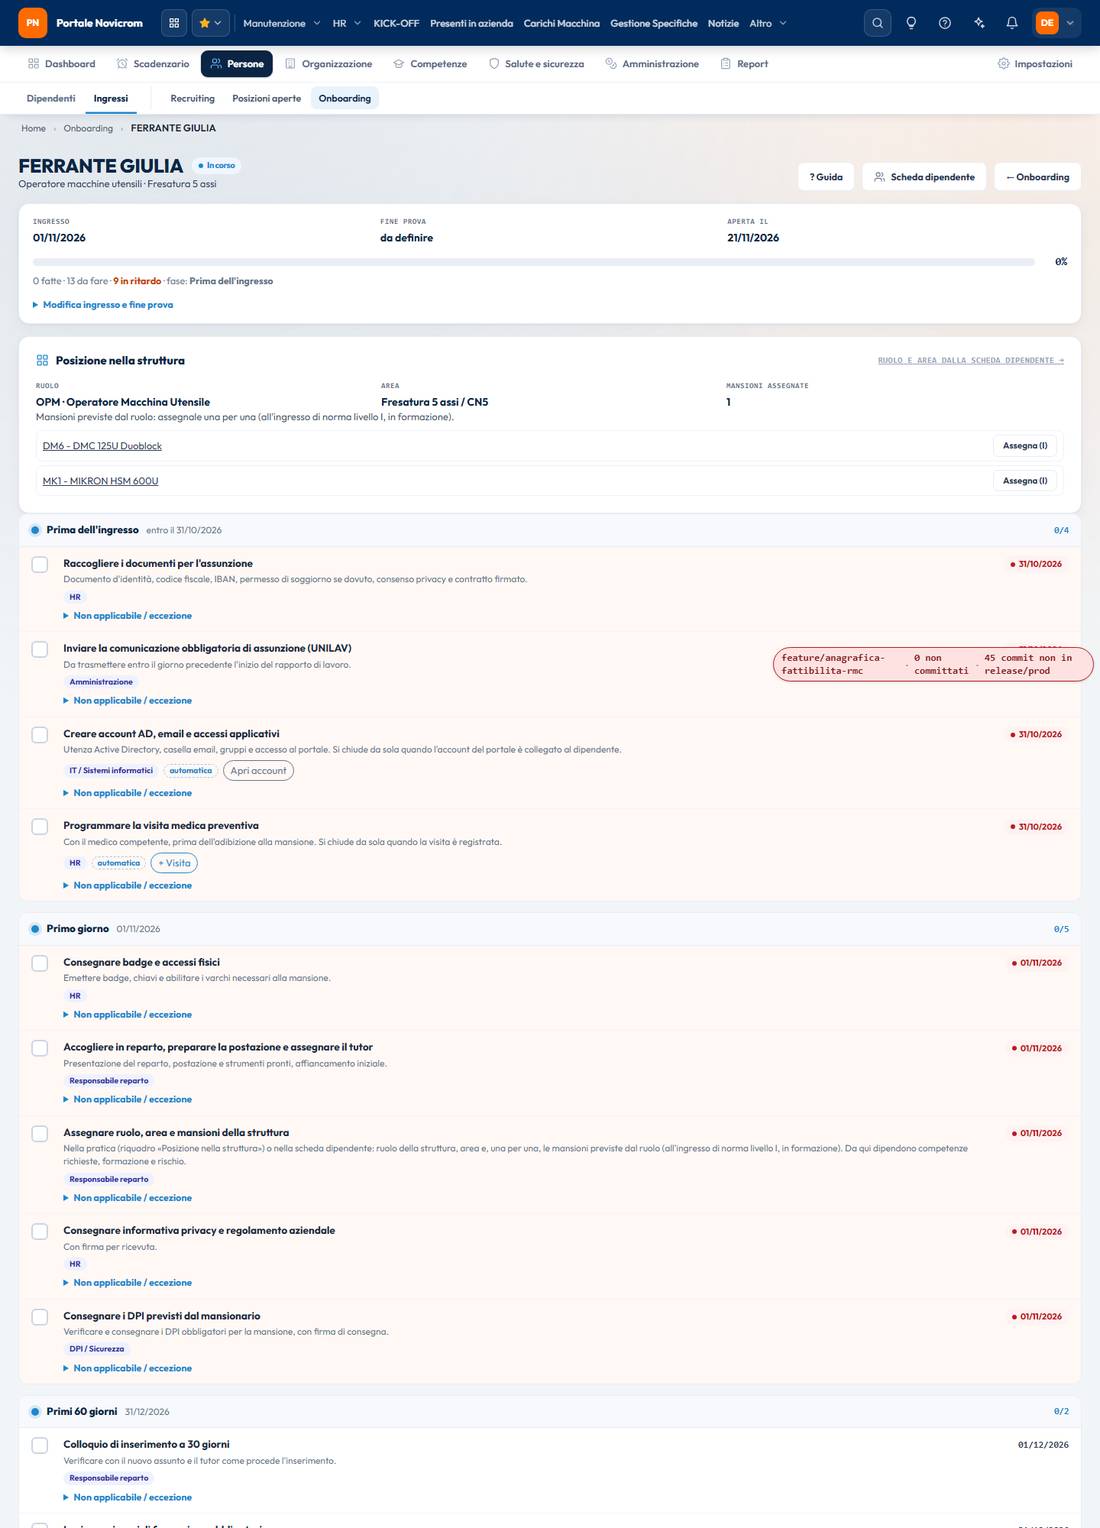 PN Portale Novicrom Manutenzione HR KICK-OFF Presenti in azienda Carichi Macchina Gestione Specifiche Notizie Altro DE
Dashboard Scadenzario Persone Organizzazione Competenze Salute e sicurezza Amministrazione Report Impostazioni
Dipendenti Ingressi Recruiting Posizioni aperte Onboarding
Home › Onboarding › FERRANTE GIULIA
FERRANTE GIULIA In corso
Operatore macchine utensili · Fresatura 5 assi
? Guida Scheda dipendente ← Onboarding
INGRESSO FINE PROVA APERTA IL
01/11/2026 da definire 21/11/2026
0%
0 fatte · 13 da fare · 9 in ritardo · fase: Prima dell'ingresso
Modifica ingresso e fine prova
Posizione nella struttura RUOLO E AREA DALLA SCHEDA DIPENDENTE →
RUOLO AREA MANSIONI ASSEGNATE
OPM · Operatore Macchina Utensile Fresatura 5 assi / CN5 1
Mansioni previste dal ruolo: assegnale una per una (all'ingresso di norma livello I, in formazione).
DM6 - DMC 125U Duoblock Assegna (I)
MK1 - MIKRON HSM 600U Assegna (I)
Prima dell'ingresso entro il 31/10/2026 0/4
Raccogliere i documenti per l'assunzione 31/10/2026
Documento d'identità, codice fiscale, IBAN, permesso di soggiorno se dovuto, consenso privacy e contratto firmato.
HR
Non applicabile / eccezione
Inviare la comunicazione obbligatoria di assunzione (UNILAV)
Da trasmettere entro il giorno precedente l'inizio del rapporto di lavoro.
feature/anagrafica- · 0 non · 45 commit non in
fattibilita-rmc committati release/prod
Amministrazione
Non applicabile / eccezione
Creare account AD, email e accessi applicativi 31/10/2026
Utenza Active Directory, casella email, gruppi e accesso al portale. Si chiude da sola quando l'account del portale è collegato al dipendente.
IT / Sistemi informatici automatica Apri account
Non applicabile / eccezione
Programmare la visita medica preventiva 31/10/2026
Con il medico competente, prima dell'adibizione alla mansione. Si chiude da sola quando la visita è registrata.
HR automatica + Visita
Non applicabile / eccezione
Primo giorno 01/11/2026 0/5
Consegnare badge e accessi fisici 01/11/2026
Emettere badge, chiavi e abilitare i varchi necessari alla mansione.
HR
Non applicabile / eccezione
Accogliere in reparto, preparare la postazione e assegnare il tutor 01/11/2026
Presentazione del reparto, postazione e strumenti pronti, affiancamento iniziale.
Responsabile reparto
Non applicabile / eccezione
Assegnare ruolo, area e mansioni della struttura 01/11/2026
Nella pratica (riquadro «Posizione nella struttura») o nella scheda dipendente: ruolo della struttura, area e, una per una, le mansioni previste dal ruolo (all'ingresso di norma livello I, in formazione). Da qui dipendono competenze
richieste, formazione e rischio.
Responsabile reparto
Non applicabile / eccezione
Consegnare informativa privacy e regolamento aziendale 01/11/2026
Con firma per ricevuta.
HR
Non applicabile / eccezione
Consegnare i DPI previsti dal mansionario 01/11/2026
Verificare e consegnare i DPI obbligatori per la mansione, con firma di consegna.
DPI / Sicurezza
Non applicabile / eccezione
Primi 60 giorni 31/12/2026 0/2
Colloquio di inserimento a 30 giorni 01/12/2026
Verificare con il nuovo assunto e il tutor come procede l'inserimento.
Responsabile reparto
Non applicabile / eccezione